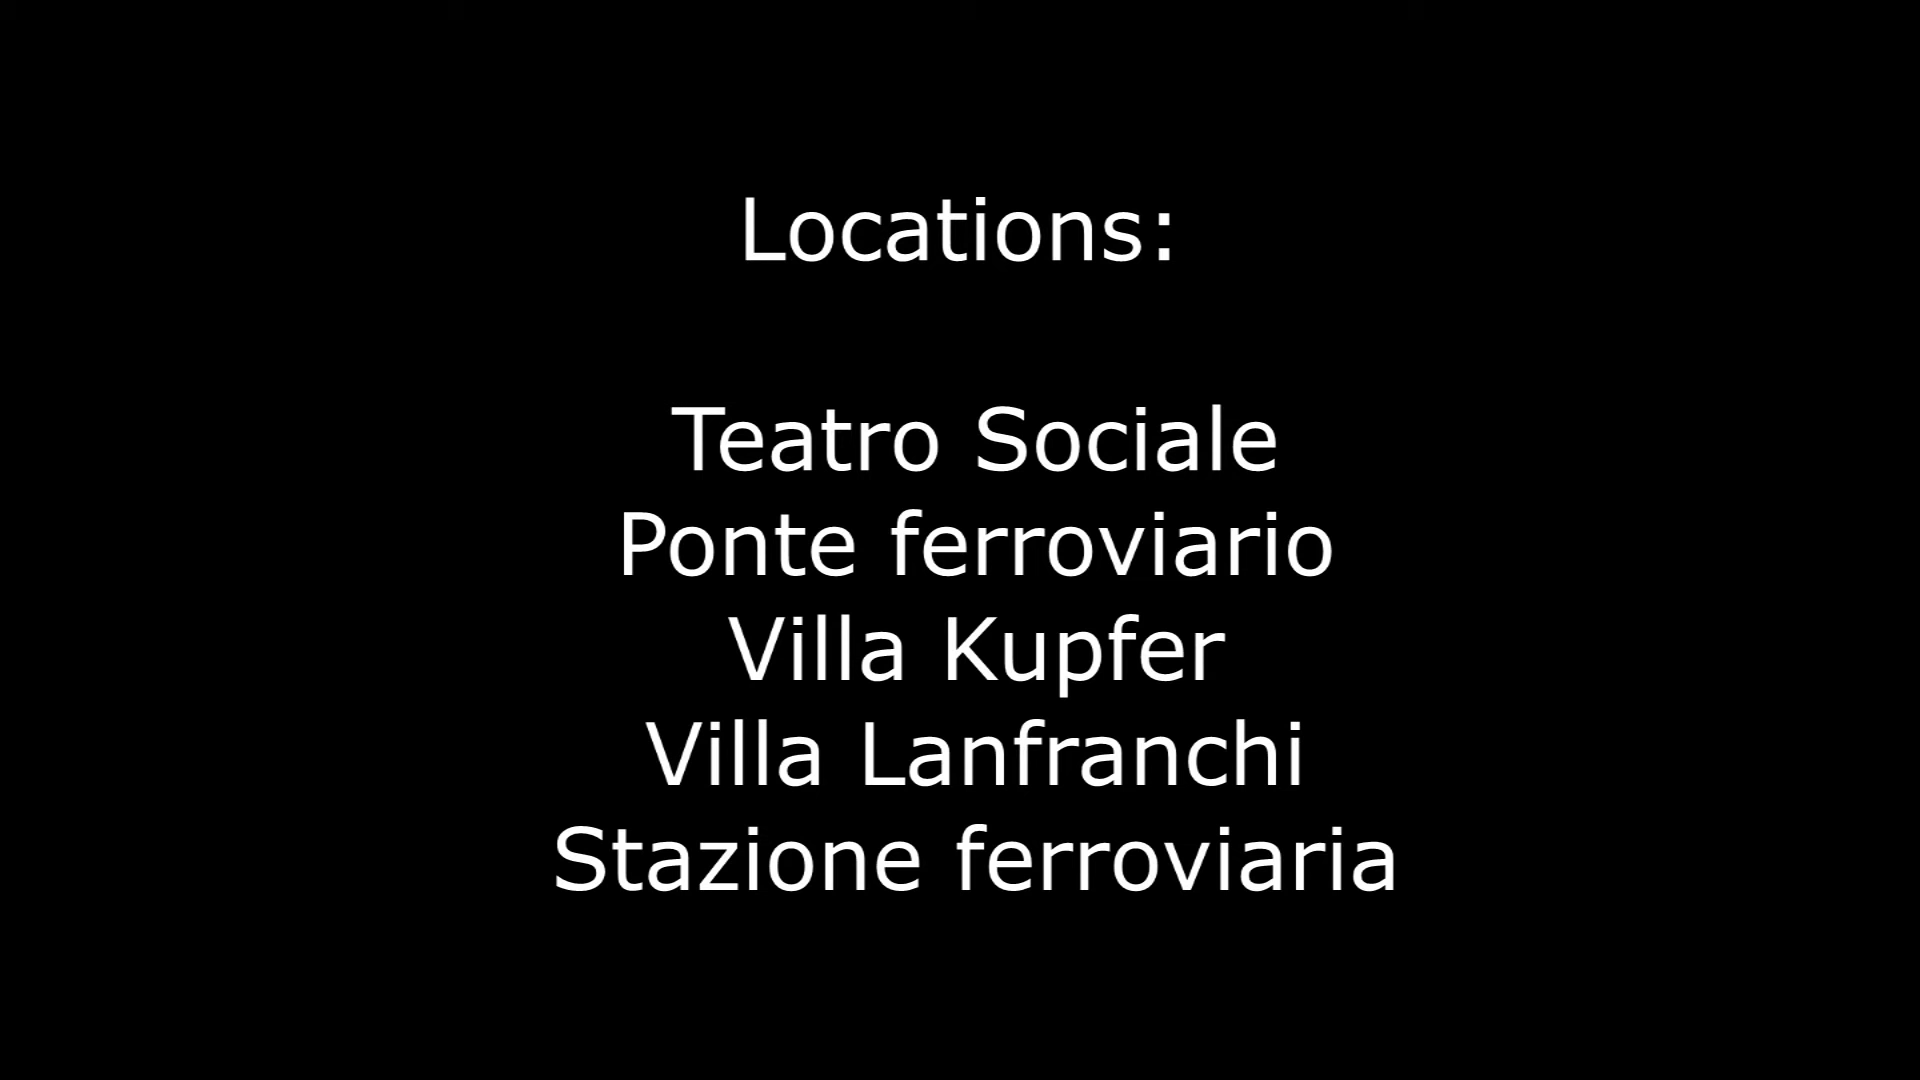 Locations:
Teatro Sociale
Ponte ferroviario
Villa Kupfer
Villa Lanfranchi
Stazione ferroviaria